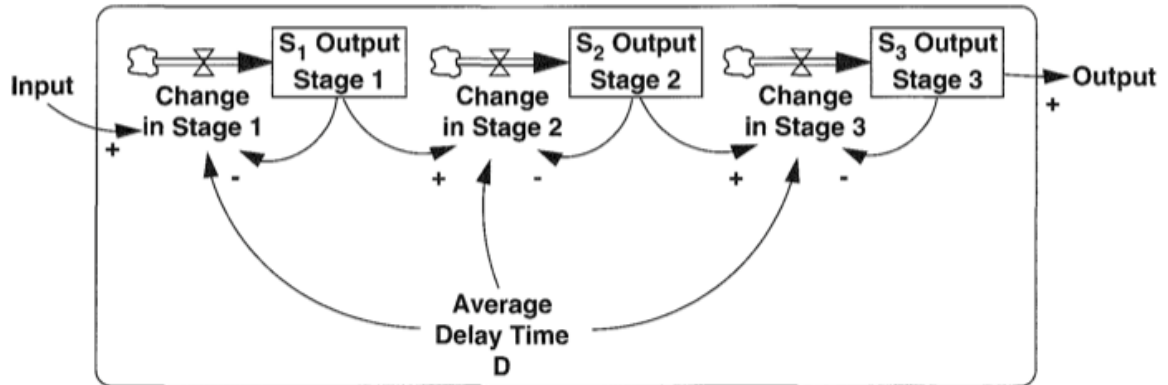 S1 Output
Stage 1
S2 Output
Stage 2
S3 Output
Stage 3
Input
Output
Change
in Stage 1
Change
in Stage 2
Change
in Stage 3
+
+
-
+
-
+
-
+
Average
Delay Time
D